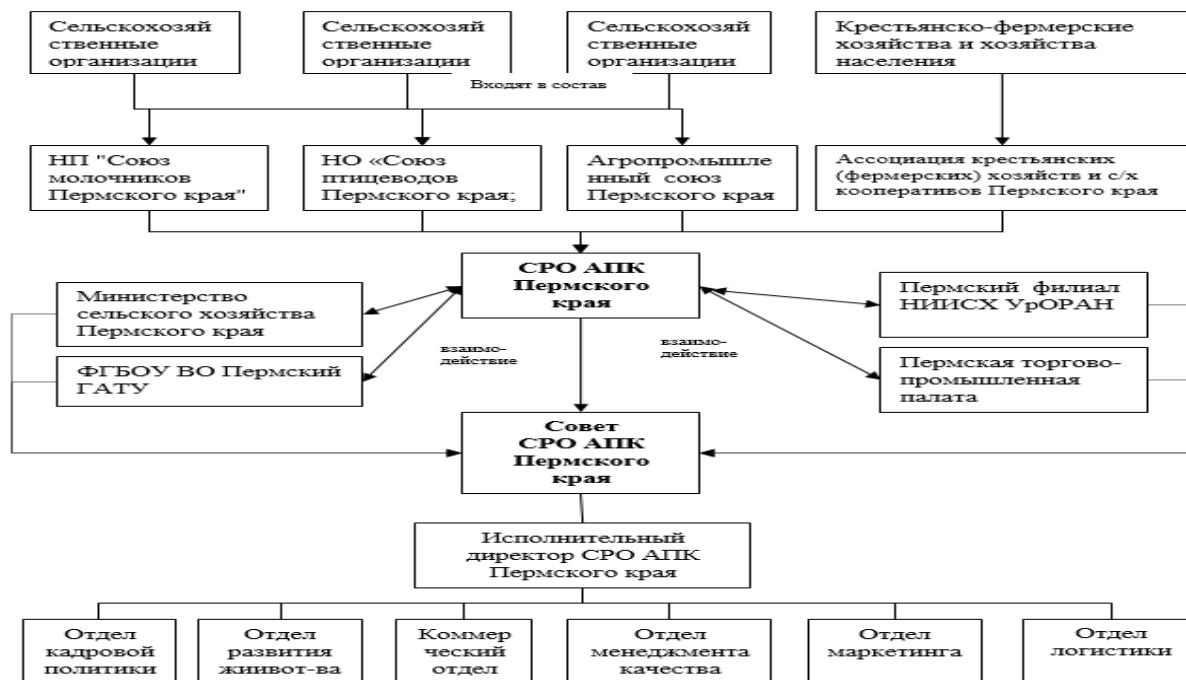 Сельскохозяй
ственные
организации
Сельскохозяй
ственные
организации
Сельскохозяй
ственные
организации
Крестьянско-фермерские
хозяйства и хозяйства
населения
Входят в состав
НП "Союз
молочников
Пермского края"
НО «Союз
птицеводов
Пермского края;
Агропромышле
нный союз
Пермского края
Ассоциация крестьянских
(фермерских) хозяйств и с/х
кооперативов Пермского края
СРО АПК
Пермского
края
Министерство
сельского хозяйства
Пермского края
Пермский филиал
НИИСХ УрОРАН
взаимо-
действие
взаимо-
действие
ФГБОУ ВО Пермский
ГАТУ
Пермская торгово-
промышленная
палата
Совет
СРО АПК
Пермского
края
Исполнительный
директор СРО АПК
Пермского края
Отдел
кадровой
политики
Отдел
развития
жиивот-ва
Коммер
ческий
отдел
Отдел
менеджмента
качества
Отдел
маркетинга
Отдел
логистики